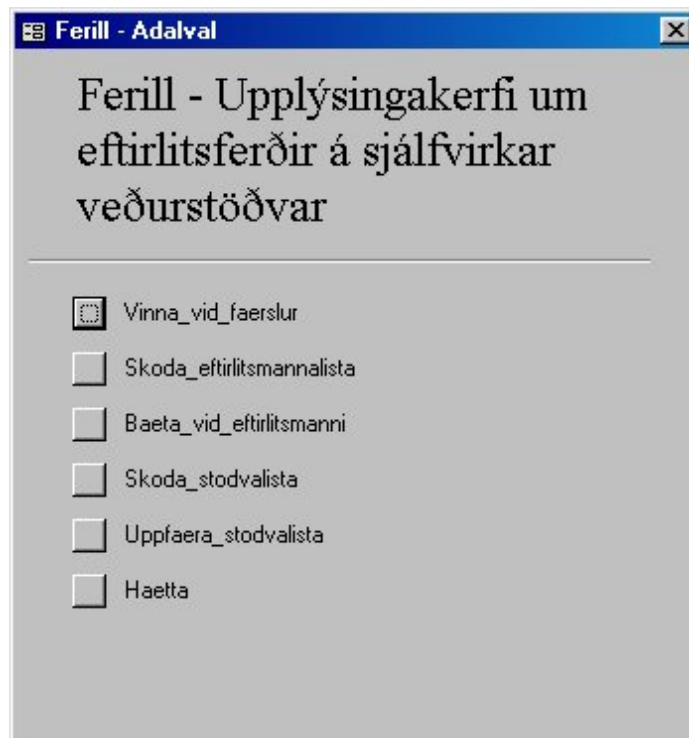 Ferill - Adalval
Ferill - Upplýsingakerfi um
eftirlitsferðir á sjálfvirkar
veðurstöðvar
Vinna_vid_faerslur
Skoda_eftirlitsmannalista
Baeta_vid_eftirlitsmanni
Skoda_stodvalista
Uppfaera_stodvalista
Haetta